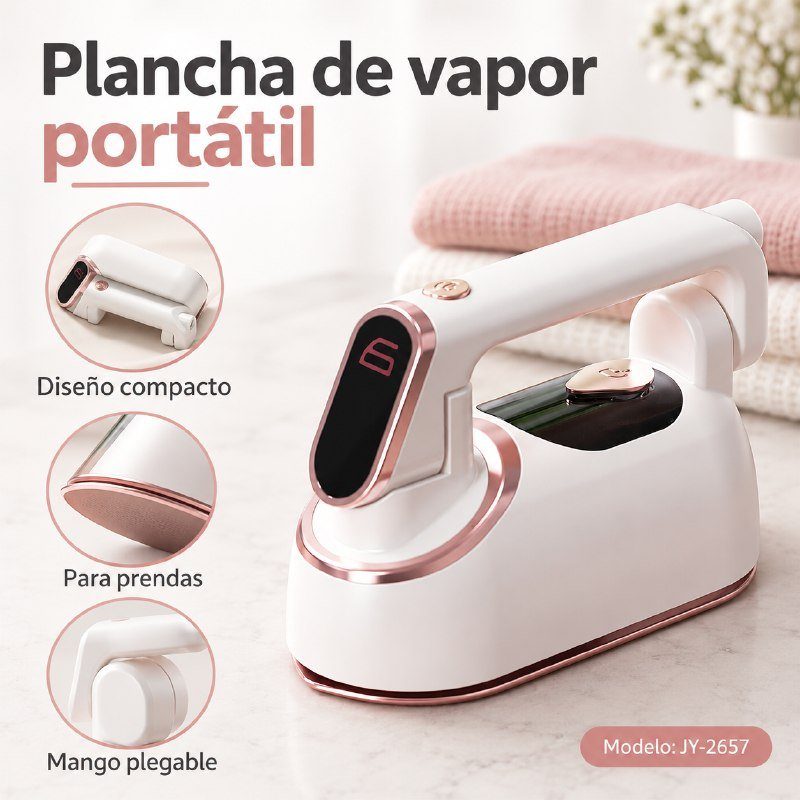 Plancha de vapor
portátil
Diseño compacto
Para prendas
Mango plegable
Modelo: JY-2657